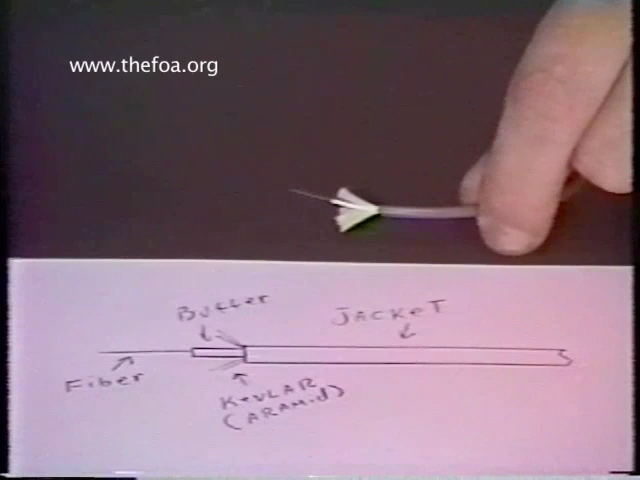 www.thefoa.org
Buffer
JACKET
Fiber
KEVLAR
(ARAMid)